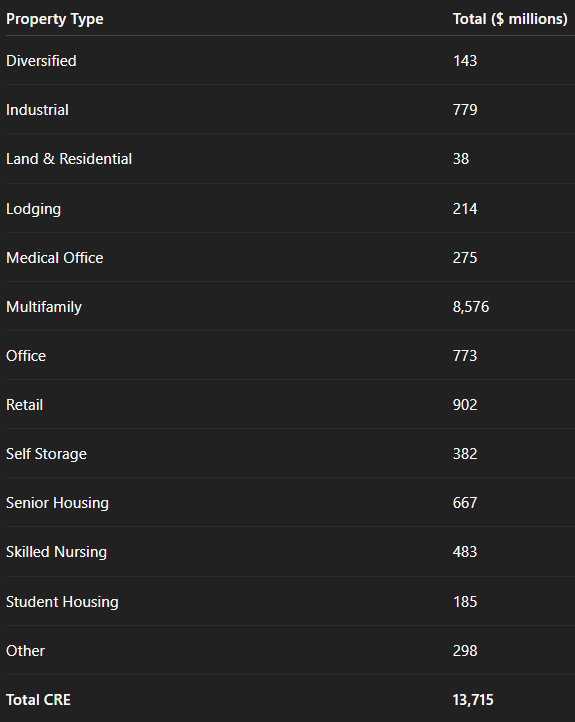 Property Type Total ($ millions)
Diversified 143
Industrial 779
Land & Residential 38
Lodging 214
Medical Office 275
Multifamily 8,576
Office 773
Retail 902
Self Storage 382
Senior Housing 667
Skilled Nursing 483
Student Housing 185
Other 298
Total CRE 13,715